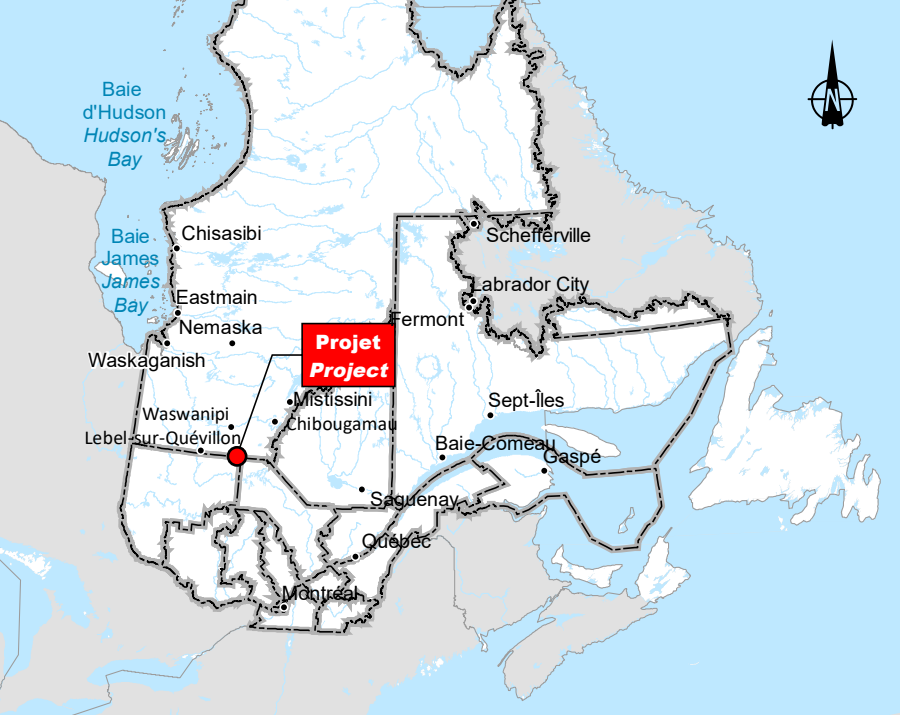 N
Baie
d'Hudson
Hudson's
Bay
Chisasibi
Baie
James
James
Bay
Schefferville
Labrador City
Eastmain
Fermont
Nemaska
Waskaganish
Projet
Project
Mistissini
Sept-Îles
Waswanipi
Chibougamau
Lebel-sur-Quévillon
Baie-Comeau
Gaspé
Saguenay
Québec
Montréal